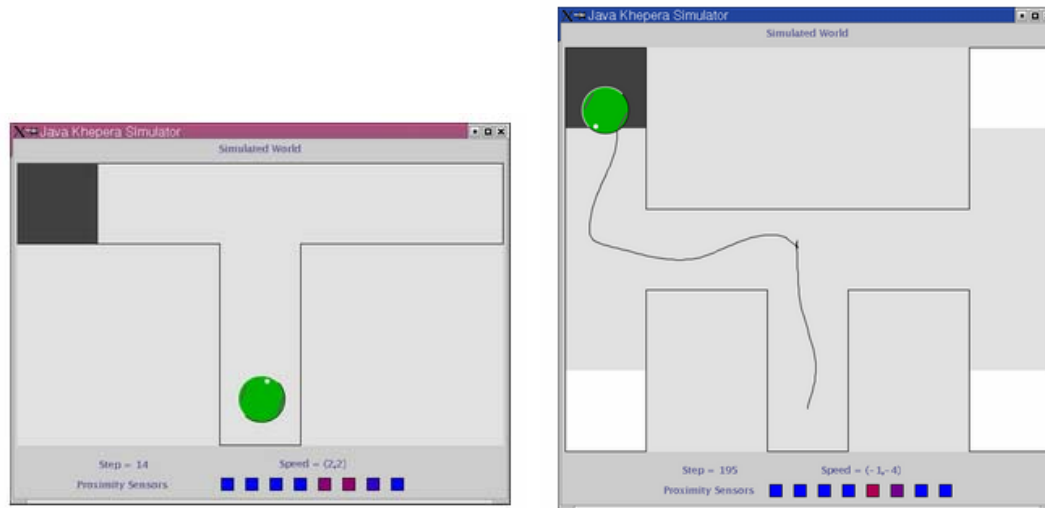 Java Khepera Simulator
Simulated World
Step = 14 Speed = (2,2)
Proximity Sensors
Java Khepera Simulator
Simulated World
Step = 195 Speed = (-1,-4)
Proximity Sensors